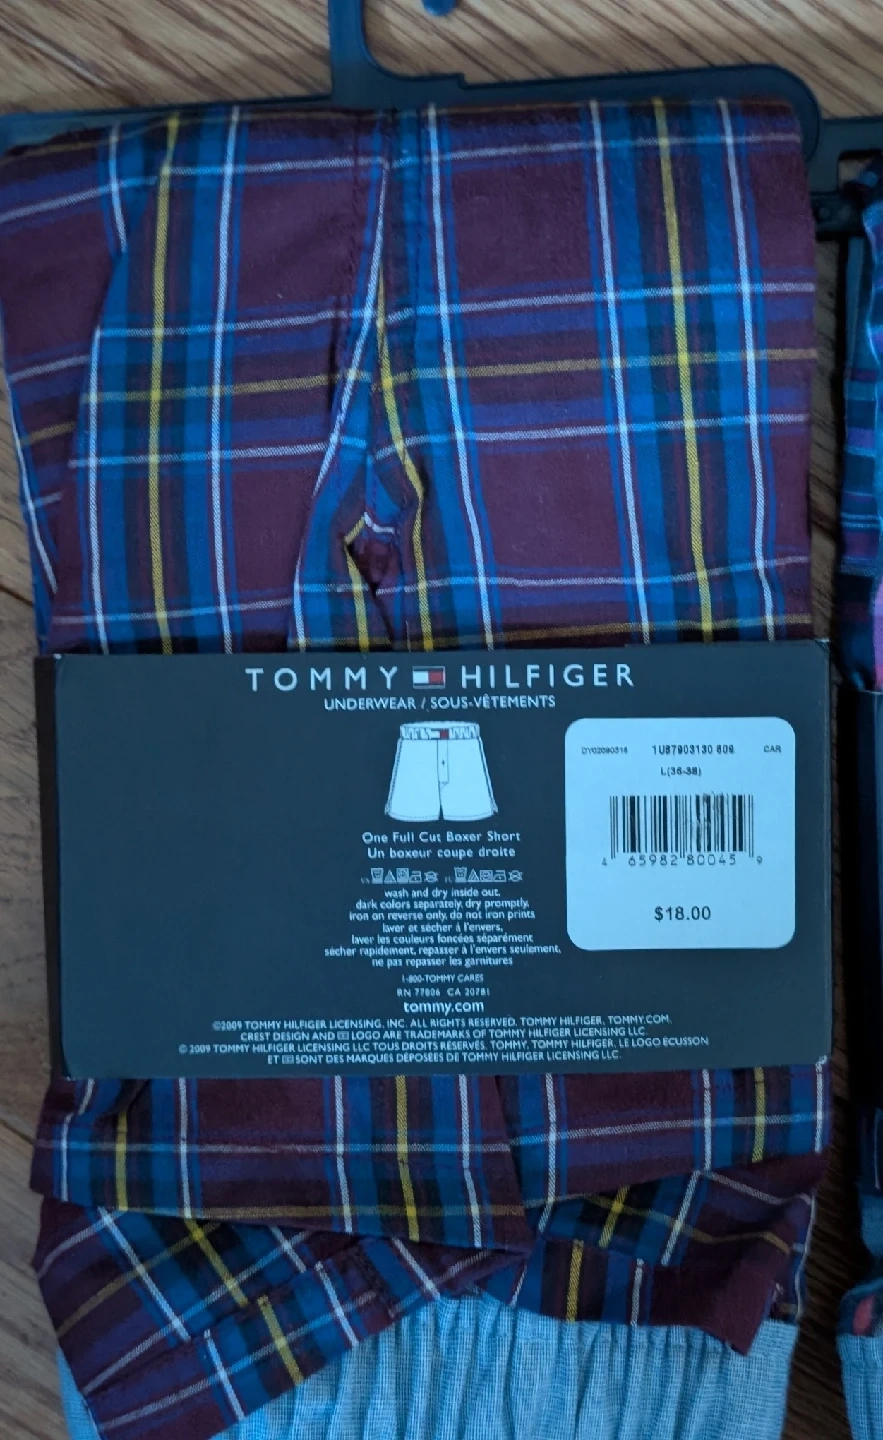 TOMMY HILFIGER
UNDERWEAR / SOUS-VÊTEMENTS
DY02090316 1U87903130 609 CAR
L(36-38)
4 65982 80045 9
$18.00
One Full Cut Boxer Short
Un boxeur coupe droite
wash and dry inside out,
dark colors separately, dry promptly,
iron on reverse only, do not iron prints
laver et sécher à l'envers,
laver les couleurs foncées séparément
sécher rapidement, repasser à l'envers seulement,
ne pas repasser les garnitures
1-800-TOMMY CARES
RN 77806 CA 20781
tommy.com
©2009 TOMMY HILFIGER LICENSING, INC. ALL RIGHTS RESERVED. TOMMY HILFIGER, TOMMY.COM,
CREST DESIGN AND LOGO ARE TRADEMARKS OF TOMMY HILFIGER LICENSING LLC.
© 2009 TOMMY HILFIGER LICENSING LLC TOUS DROITS RESERVÉS. TOMMY, TOMMY HILFIGER, LE LOGO ECUSSON
ET SONT DES MARQUES DÉPOSÉES DE TOMMY HILFIGER LICENSING LLC.